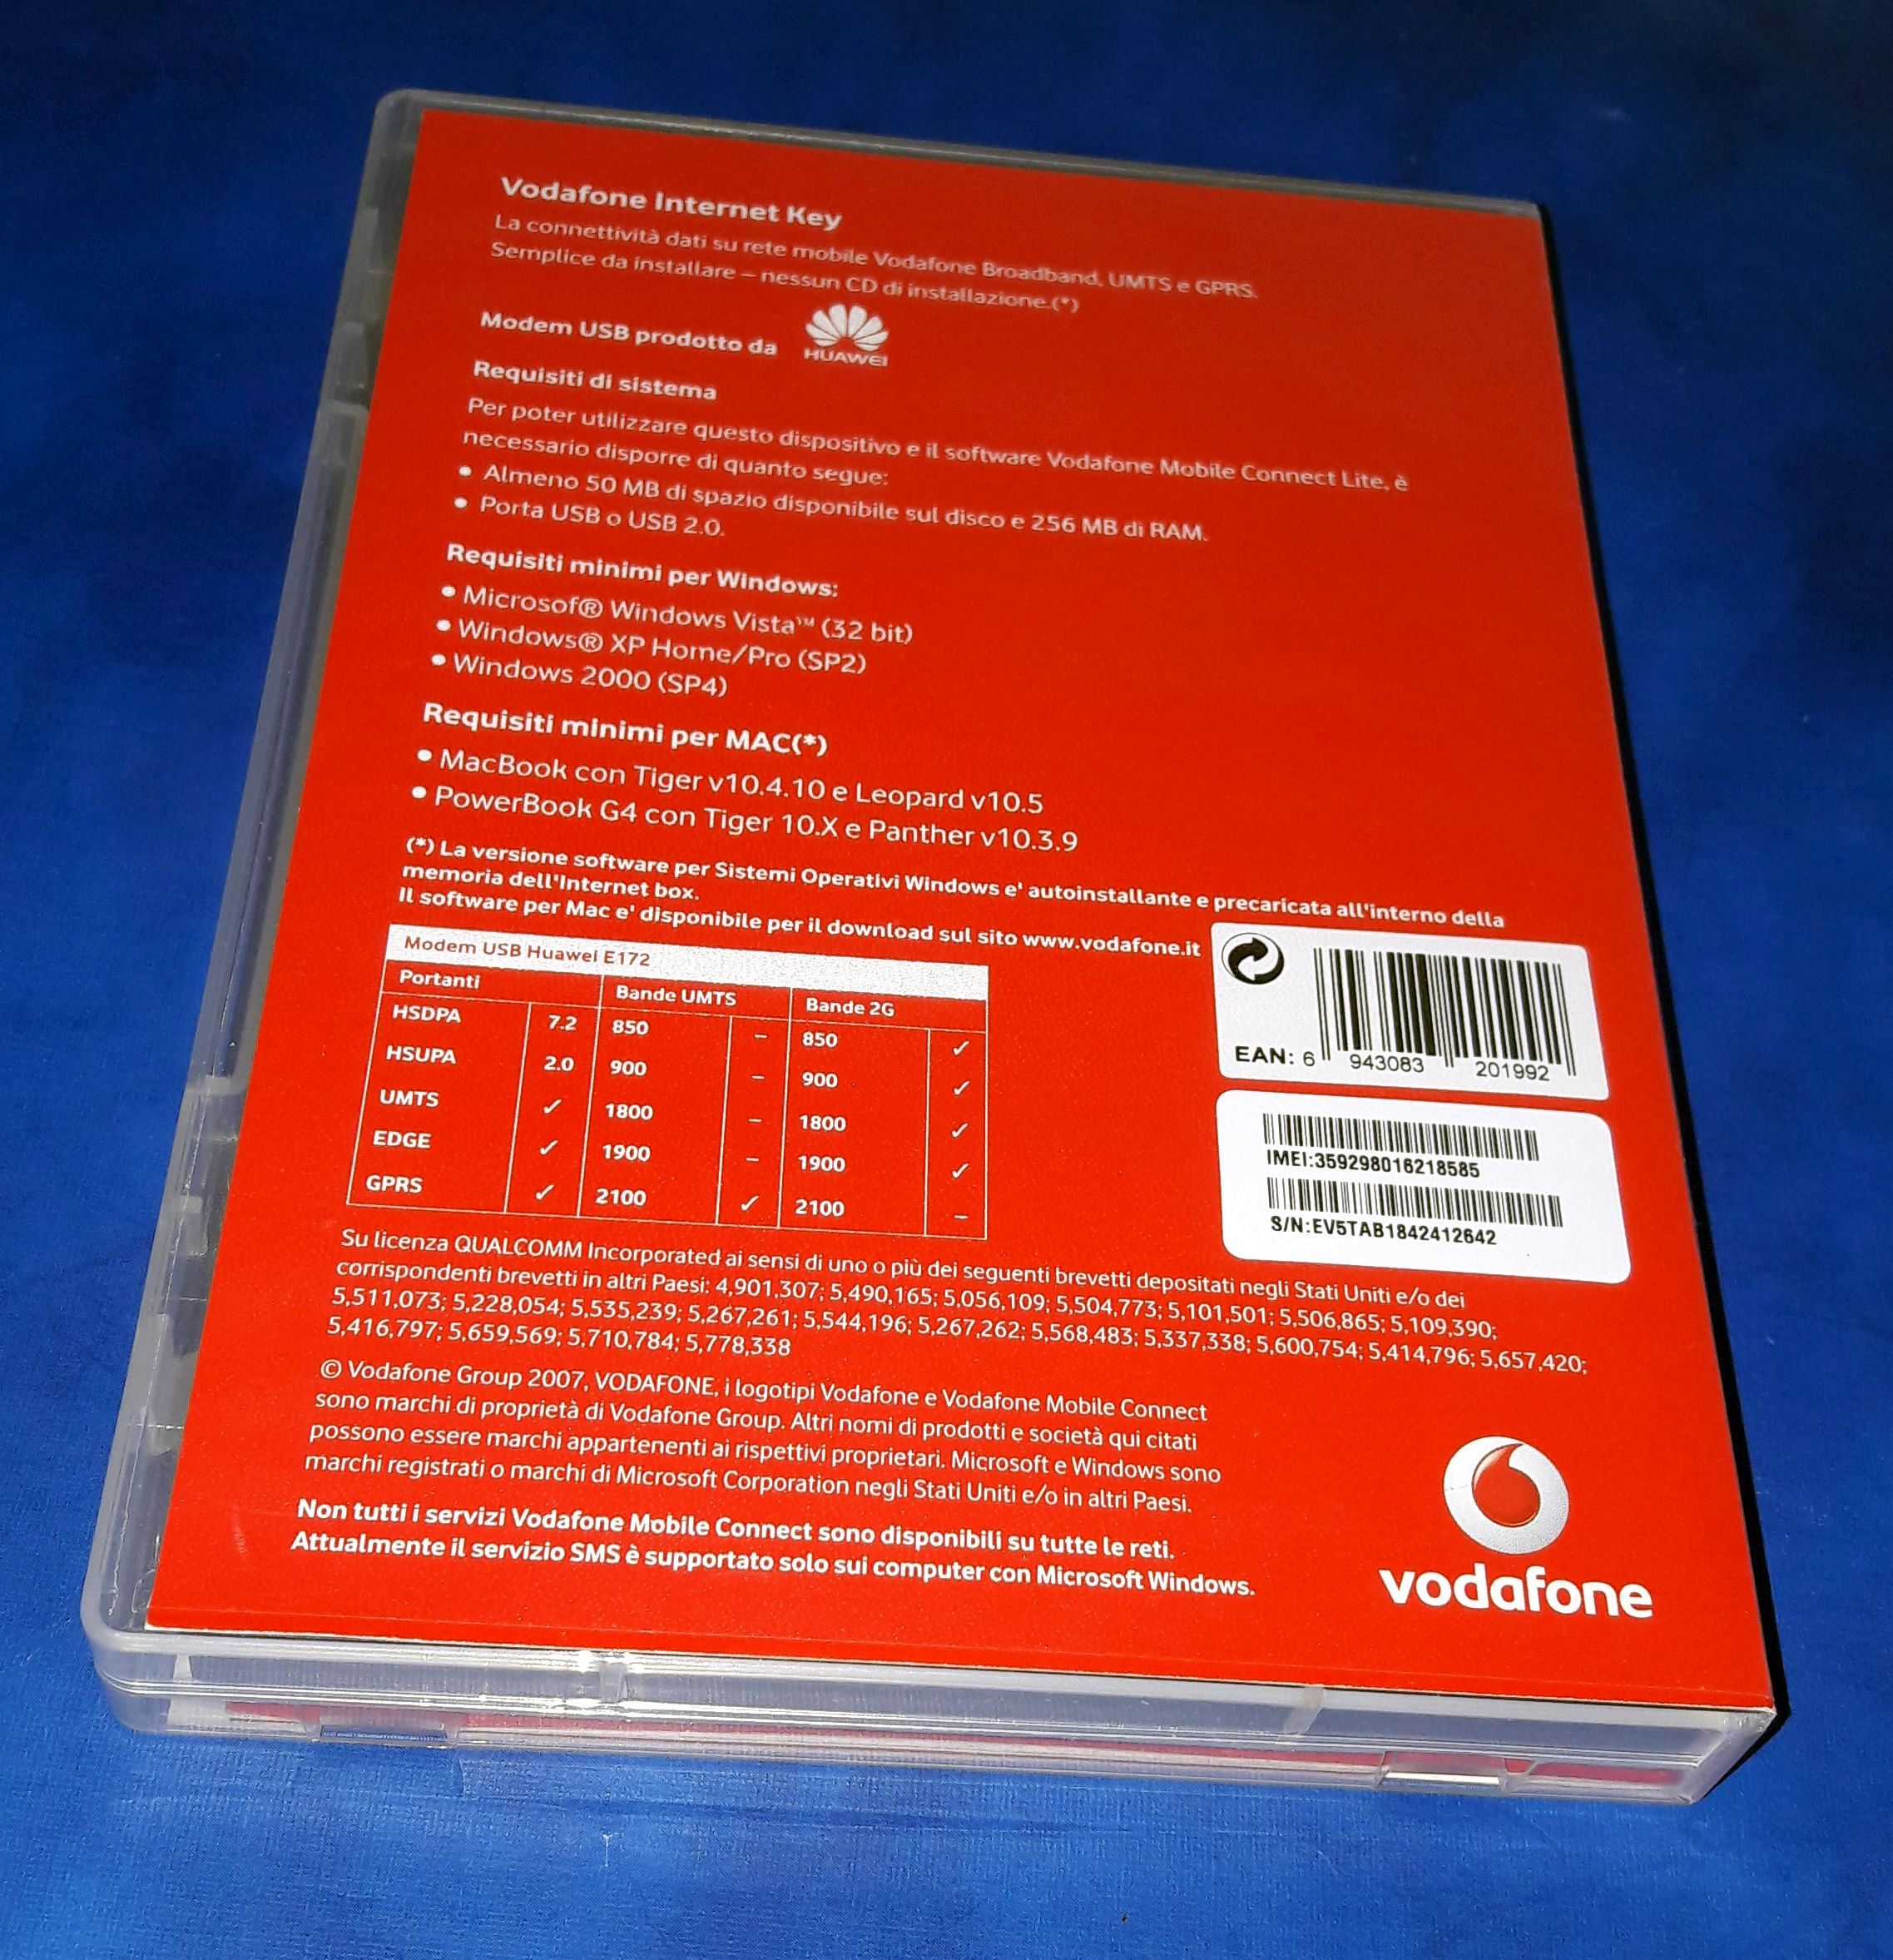 Vodafone Internet Key
La connettività dati su rete mobile Vodafone Broadband, UMTS e GPRS.
Semplice da installare – nessun CD di installazione.(*)
Modem USB prodotto da
HUAWEI
Requisiti di sistema
Per poter utilizzare questo dispositivo e il software Vodafone Mobile Connect Lite, è
necessario disporre di quanto segue:
• Almeno 50 MB di spazio disponibile sul disco e 256 MB di RAM.
• Porta USB o USB 2.0.
Requisiti minimi per Windows:
• Microsof® Windows Vista™ (32 bit)
• Windows® XP Home/Pro (SP2)
• Windows 2000 (SP4)
Requisiti minimi per MAC(*)
• MacBook con Tiger v10.4.10 e Leopard v10.5
• PowerBook G4 con Tiger 10.X e Panther v10.3.9
(*) La versione software per Sistemi Operativi Windows e' autoinstallante e precaricata all'interno della
memoria dell'Internet box.
Il software per Mac e' disponibile per il download sul sito www.vodafone.it
Modem USB Huawei E172
Portanti Bande UMTS Bande 2G
HSDPA 7.2 850 – 850 ✓
HSUPA 2.0 900 – 900 ✓
UMTS ✓ 1800 – 1800 ✓
EDGE ✓ 1900 – 1900 ✓
GPRS ✓ 2100 ✓ 2100 –
EAN: 6 943083 201992
IMEI:359298016218585
S/N:EV5TAB1842412642
Su licenza QUALCOMM Incorporated ai sensi di uno o più dei seguenti brevetti depositati negli Stati Uniti e/o dei
corrispondenti brevetti in altri Paesi: 4,901,307; 5,490,165; 5,056,109; 5,504,773; 5,101,501; 5,506,865; 5,109,390;
5,511,073; 5,228,054; 5,535,239; 5,267,261; 5,544,196; 5,267,262; 5,568,483; 5,337,338; 5,600,754; 5,414,796; 5,657,420;
5,416,797; 5,659,569; 5,710,784; 5,778,338
© Vodafone Group 2007, VODAFONE, i logotipi Vodafone e Vodafone Mobile Connect
sono marchi di proprietà di Vodafone Group. Altri nomi di prodotti e società qui citati
possono essere marchi appartenenti ai rispettivi proprietari. Microsoft e Windows sono
marchi registrati o marchi di Microsoft Corporation negli Stati Uniti e/o in altri Paesi.
Non tutti i servizi Vodafone Mobile Connect sono disponibili su tutte le reti.
Attualmente il servizio SMS è supportato solo sui computer con Microsoft Windows.
vodafone